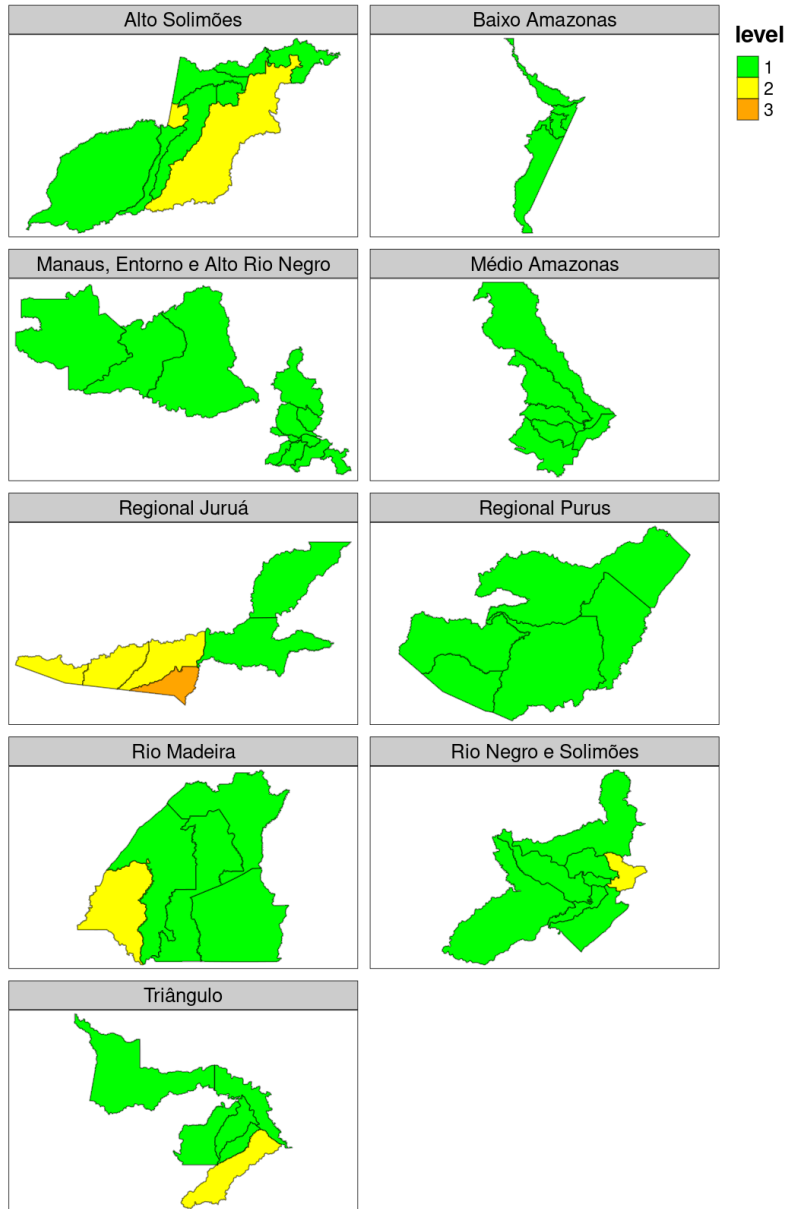 Alto Solimões
Baixo Amazonas
level
1
2
3
Manaus, Entorno e Alto Rio Negro
Médio Amazonas
Regional Juruá
Regional Purus
Rio Madeira
Rio Negro e Solimões
Triângulo